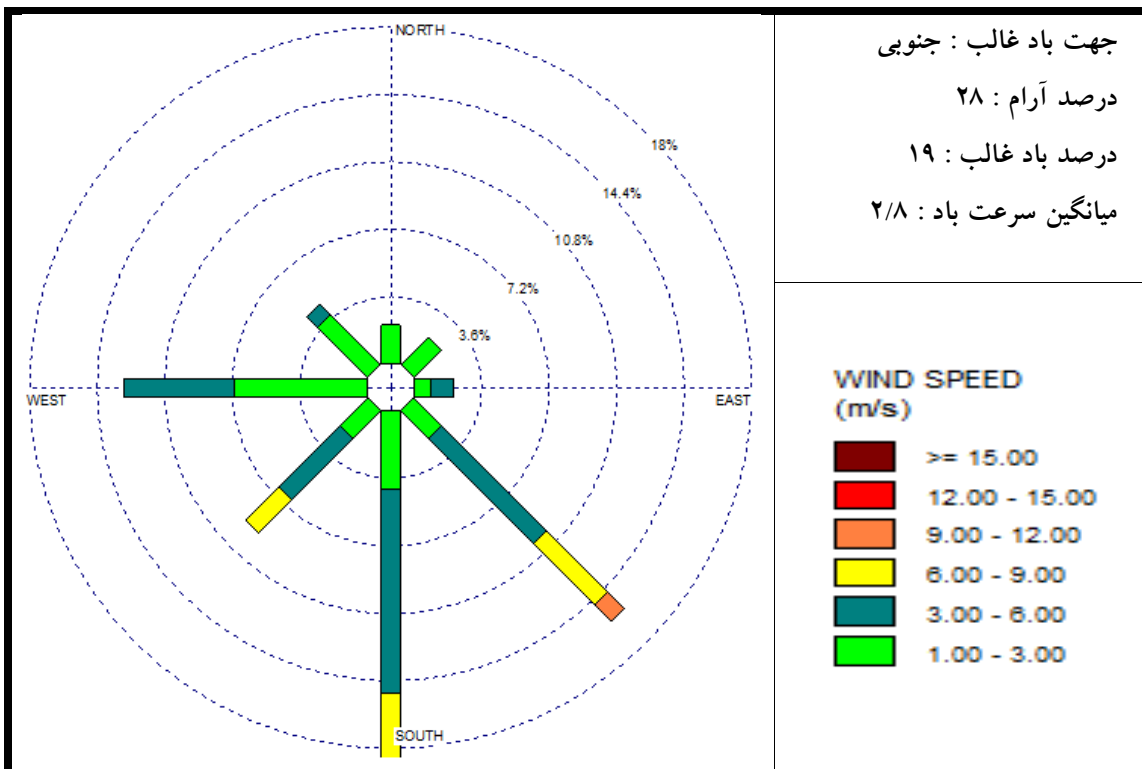 NORTH
18%
14.4%
10.8%
7.2%
3.6%
WEST
EAST
SOUTH
جهت باد غالب : جنوبی
درصد آرام : ۲۸
درصد باد غالب : ۱۹
میانگین سرعت باد : ۲/۸
WIND SPEED
(m/s)
>= 15.00
12.00 - 15.00
9.00 - 12.00
6.00 - 9.00
3.00 - 6.00
1.00 - 3.00